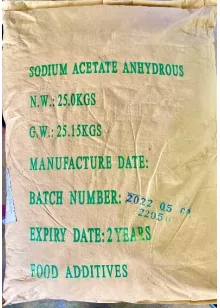 SODIUM ACETATE ANHYDROUS
N.W.: 25.0KGS
G.W.: 25.15KGS
MANUFACTURE DATE:
BATCH NUMBER: 2022 05
EXPIRY DATE: 2 YEARS
FOOD ADDITIVES